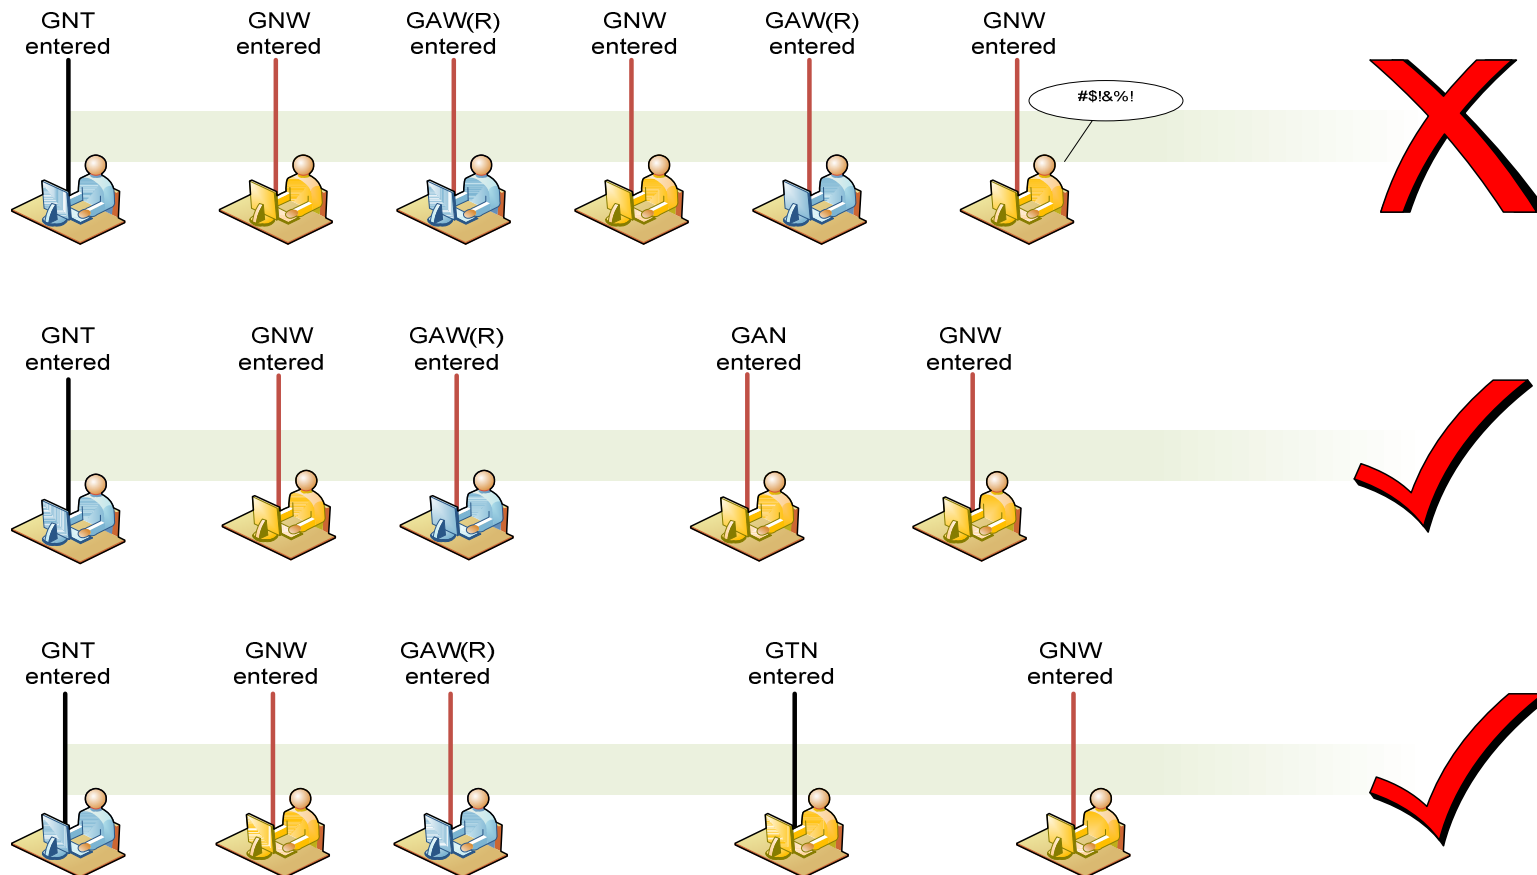 GNT GNW GAW(R) GNW GAW(R) GNW
entered entered entered entered entered entered
#$!&%!
GNT GNW GAW(R) GAN GNW
entered entered entered entered entered
GNT GNW GAW(R) GTN GNW
entered entered entered entered entered